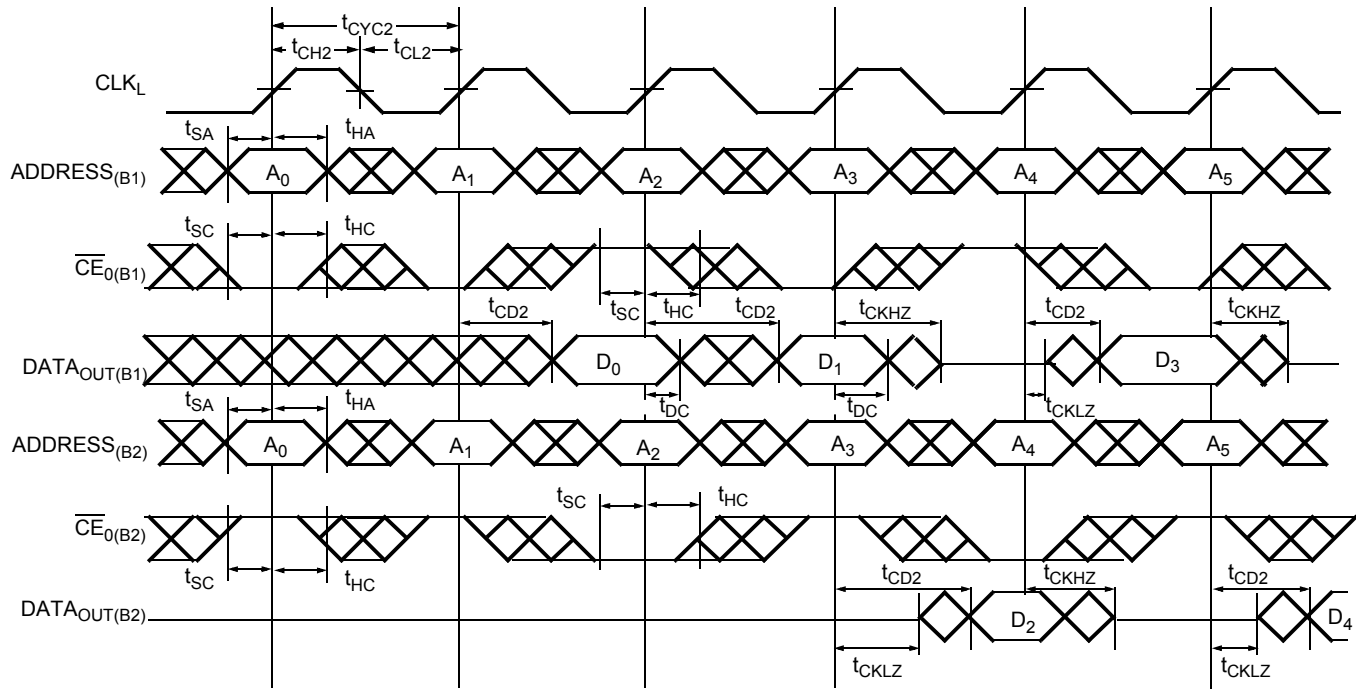 tCYC2
tCH2 tCL2
CLKL
tSA tHA
ADDRESS(B1) A0 A1 A2 A3 A4 A5
tSC tHC
CE0(B1)
tSC tHC
tCD2 tCD2 tCKHZ tCD2 tCKHZ
DATAOUT(B1) D0 D1 D3
tSA tHA tDC tDC tCKLZ
ADDRESS(B2) A0 A1 A2 A3 A4 A5
tSC tHC
CE0(B2)
tSC tHC tCD2 tCKHZ tCD2
DATAOUT(B2) D2 D4
tCKLZ tCKLZ